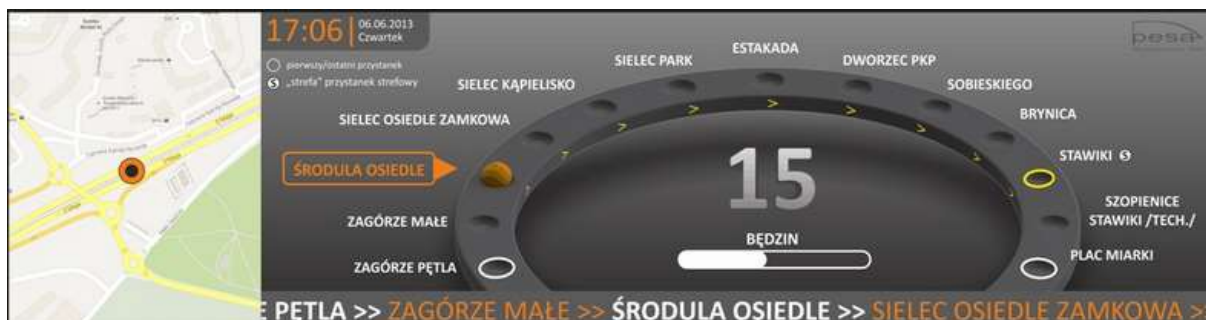 17:06
06.06.2013
Czwartek
pierwszy/ostatni przystanek
„strefa" przystanek strefowy
pesa
ESTAKADA
SIELEC PARK
DWORZEC PKP
SIELEC KĄPIELISKO
SOBIESKIEGO
SIELEC OSIEDLE ZAMKOWA
BRYNICA
ŚRODULA OSIEDLE
STAWIKI S
15
ZAGÓRZE MAŁE
SZOPIENICE
STAWIKI /TECH./
BĘDZIN
ZAGÓRZE PĘTLA
PLAC MIARKI
E PĘTLA >> ZAGÓRZE MAŁE >> ŚRODULA OSIEDLE >> SIELEC OSIEDLE ZAMKOWA >